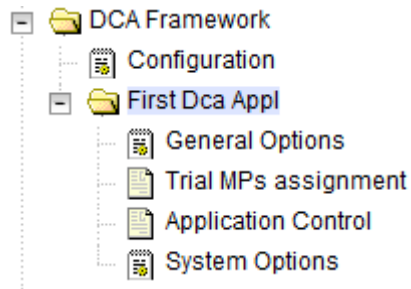 DCA Framework
Configuration
First Dca Appl
General Options
Trial MPs assignment
Application Control
System Options